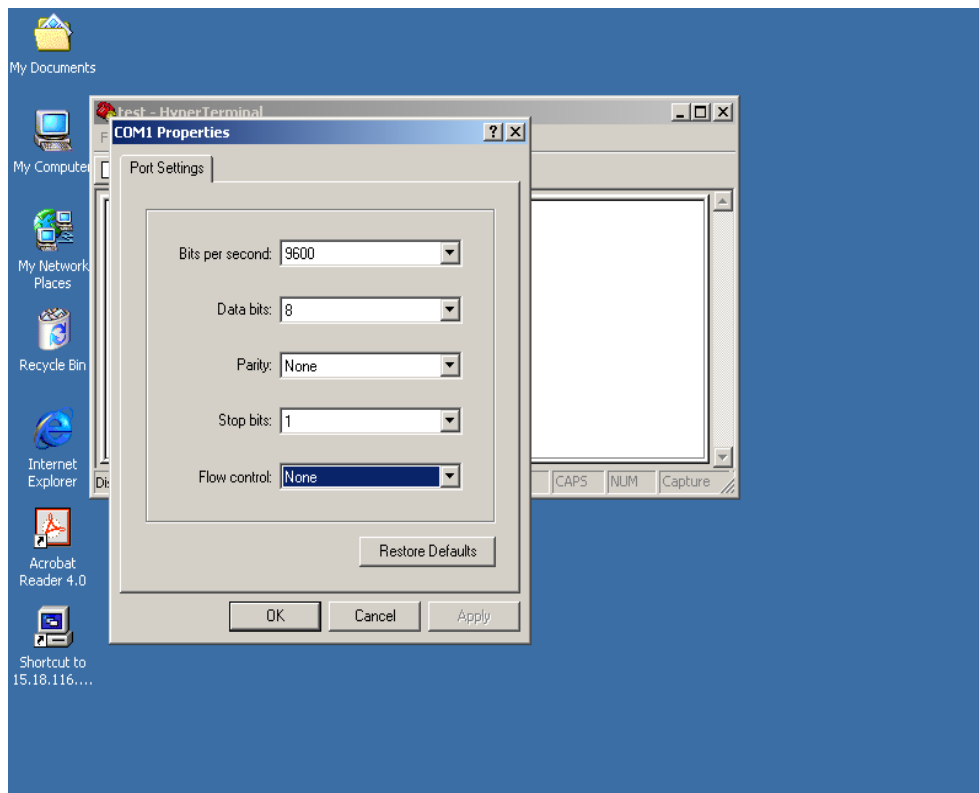 My Documents
My Computer
My Network
Places
Recycle Bin
Internet
Explorer
Acrobat
Reader 4.0
Shortcut to
15.18.116....
test - HyperTerminal
F
COM1 Properties
Port Settings
Bits per second: 9600
Data bits: 8
Parity: None
Stop bits: 1
Flow control: None
Restore Defaults
OK Cancel Apply
Di
CAPS NUM Capture